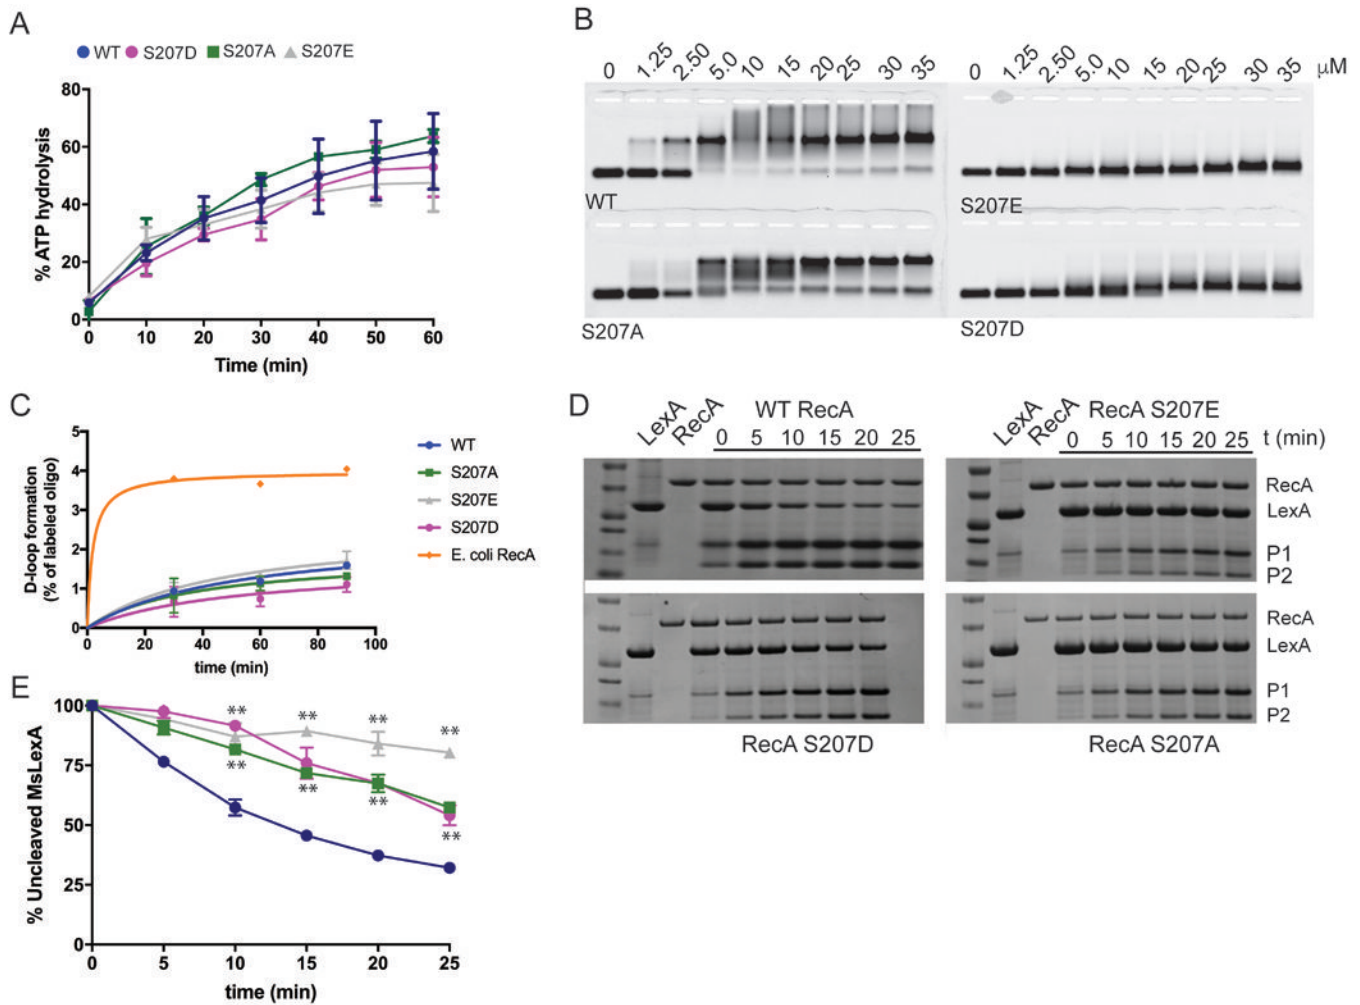 A
WT S207D S207A S207E
% ATP hydrolysis
80
60
40
20
0
0 10 20 30 40 50 60
Time (min)
B
0 1.25 2.50 5.0 10 15 20 25 30 35
0 1.25 2.50 5.0 10 15 20 25 30 35 μM
WT
S207E
S207A
S207D
C
D-loop formation
(% of labeled oligo)
5
4
3
2
1
0
0 20 40 60 80 100
time (min)
WT
S207A
S207E
S207D
E. coli RecA
D
LexA RecA WT RecA
0 5 10 15 20 25
LexA RecA RecA S207E
0 5 10 15 20 25 t (min)
RecA
LexA
P1
P2
RecA
LexA
P1
P2
RecA S207D
RecA S207A
E
% Uncleaved MsLexA
100
75
50
25
0
** ** ** **
** ** ** **
0 5 10 15 20 25
time (min)